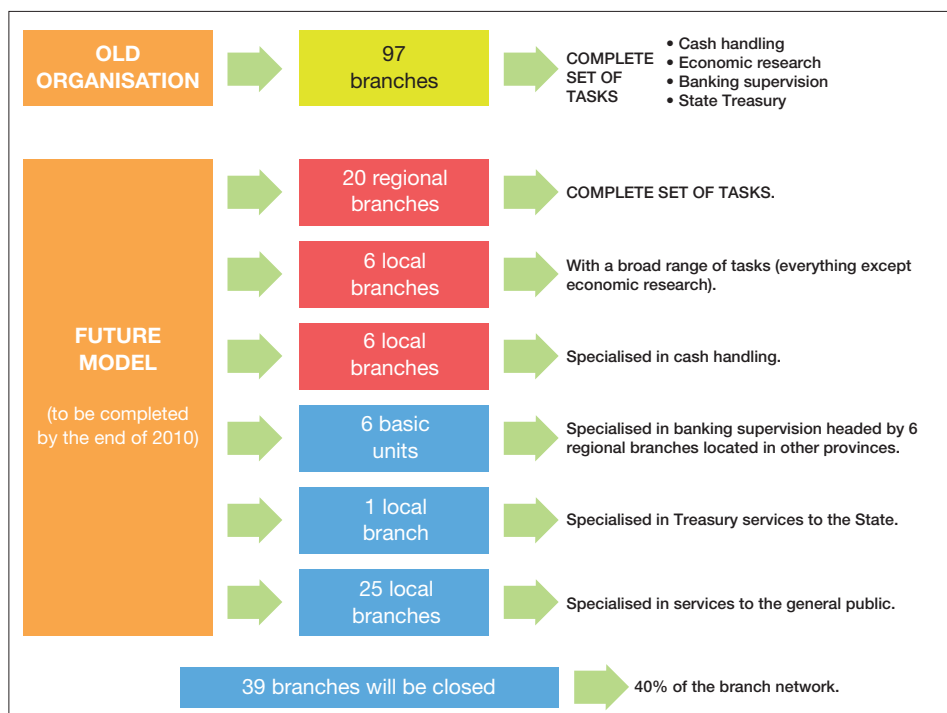 OLD
ORGANISATION
97
branches
COMPLETE
SET OF
TASKS
• Cash handling
• Economic research
• Banking supervision
• State Treasury
FUTURE
MODEL
(to be completed
by the end of 2010)
20 regional
branches
COMPLETE SET OF TASKS.
6 local
branches
With a broad range of tasks (everything except
economic research).
6 local
branches
Specialised in cash handling.
6 basic
units
Specialised in banking supervision headed by 6
regional branches located in other provinces.
1 local
branch
Specialised in Treasury services to the State.
25 local
branches
Specialised in services to the general public.
39 branches will be closed
40% of the branch network.